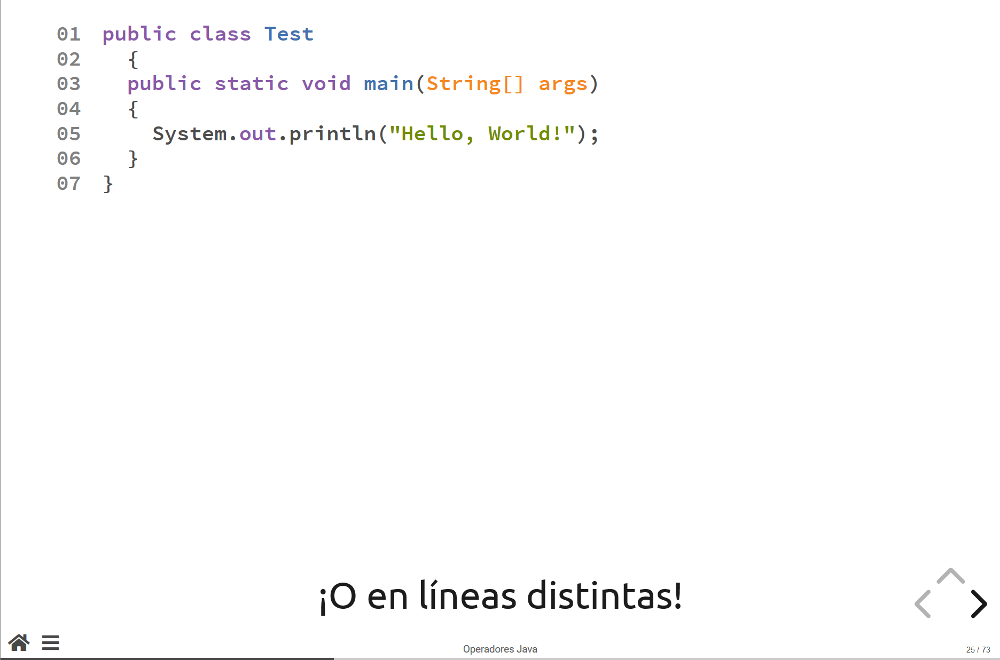 01 public class Test
02   {
03   public static void main(String[] args)
04   {
05     System.out.println("Hello, World!");
06   }
07 }
¡O en líneas distintas!
Operadores Java
25 / 73